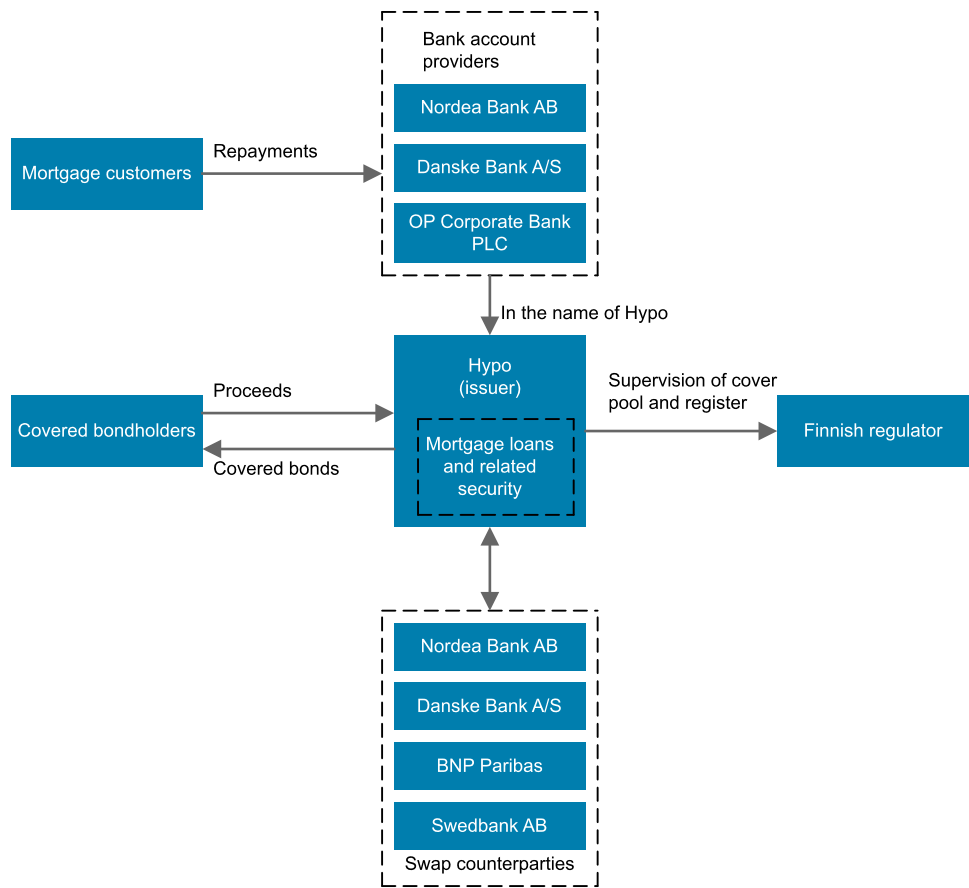 Bank account
providers
Nordea Bank AB
Danske Bank A/S
OP Corporate Bank
PLC
Mortgage customers
Repayments
In the name of Hypo
Hypo
(issuer)
Mortgage loans
and related
security
Proceeds
Covered bondholders
Covered bonds
Supervision of cover
pool and register
Finnish regulator
Nordea Bank AB
Danske Bank A/S
BNP Paribas
Swedbank AB
Swap counterparties